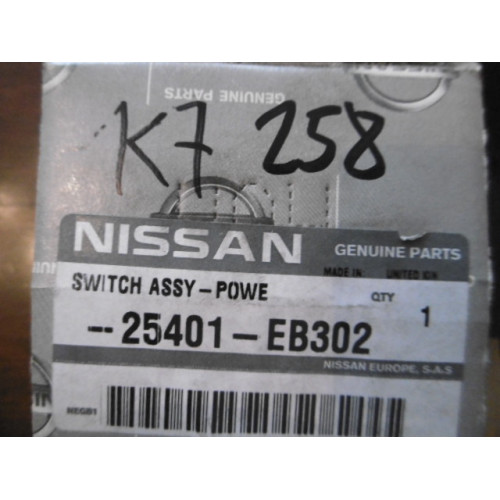 GENUINE PARTS
K7 258
NISSAN GENUINE PARTS
MADE IN UNITED KIN
SWITCH ASSY-POWE QTY 1
--25401-EB302
NISSAN EUROPE, S.A.S